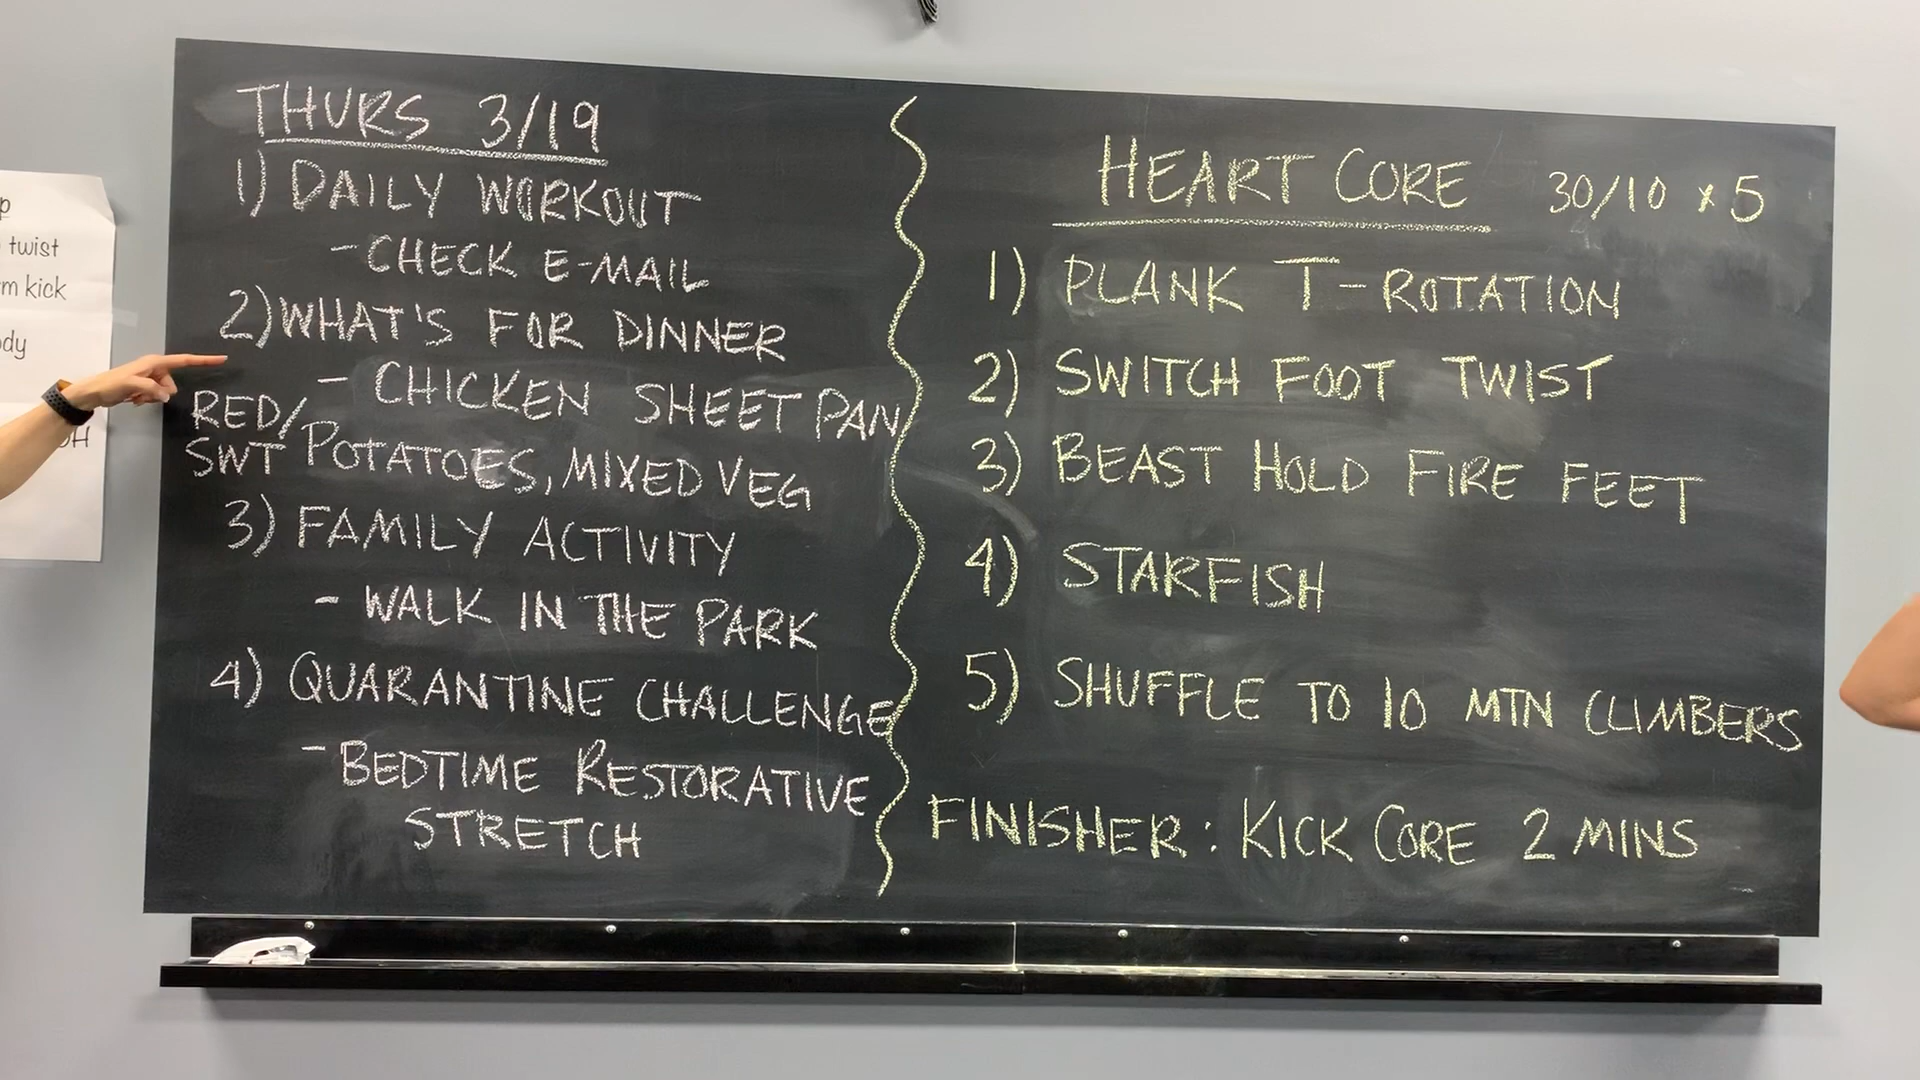 THURS 3/19
1) DAILY WORKOUT
- CHECK E-MAIL
2) WHAT'S FOR DINNER
- CHICKEN SHEET PAN
RED/
SWT POTATOES, MIXED VEG
3) FAMILY ACTIVITY
- WALK IN THE PARK
4) QUARANTINE CHALLENGE
- BEDTIME RESTORATIVE
STRETCH
HEART CORE 30/10 x 5
1) PLANK T-ROTATION
2) SWITCH FOOT TWIST
3) BEAST HOLD FIRE FEET
4) STARFISH
5) SHUFFLE TO 10 MTN CLIMBERS
FINISHER: KICK CORE 2 MINS
twist
kick